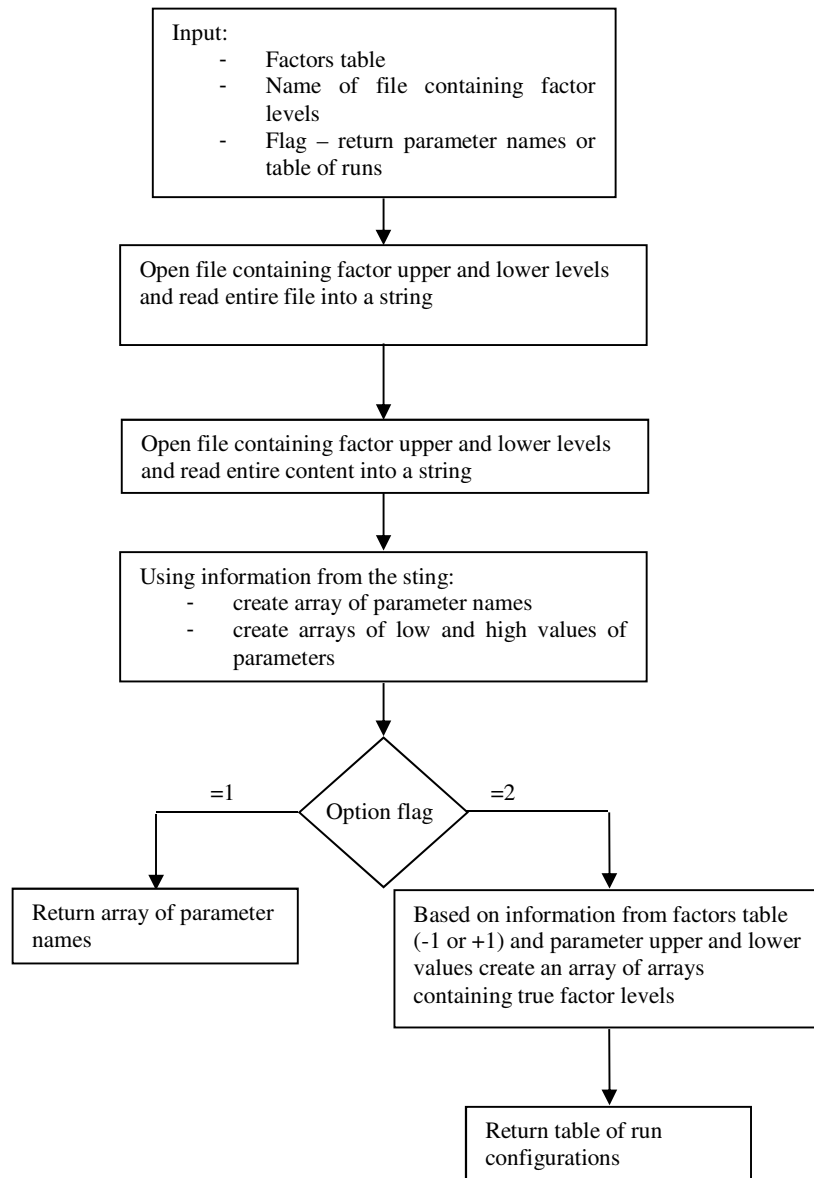 Input:
- Factors table
- Name of file containing factor
levels
- Flag – return parameter names or
table of runs
Open file containing factor upper and lower levels
and read entire file into a string
Open file containing factor upper and lower levels
and read entire content into a string
Using information from the sting:
- create array of parameter names
- create arrays of low and high values of
parameters
=1
=2
Option flag
Return array of parameter
names
Based on information from factors table
(-1 or +1) and parameter upper and lower
values create an array of arrays
containing true factor levels
Return table of run
configurations